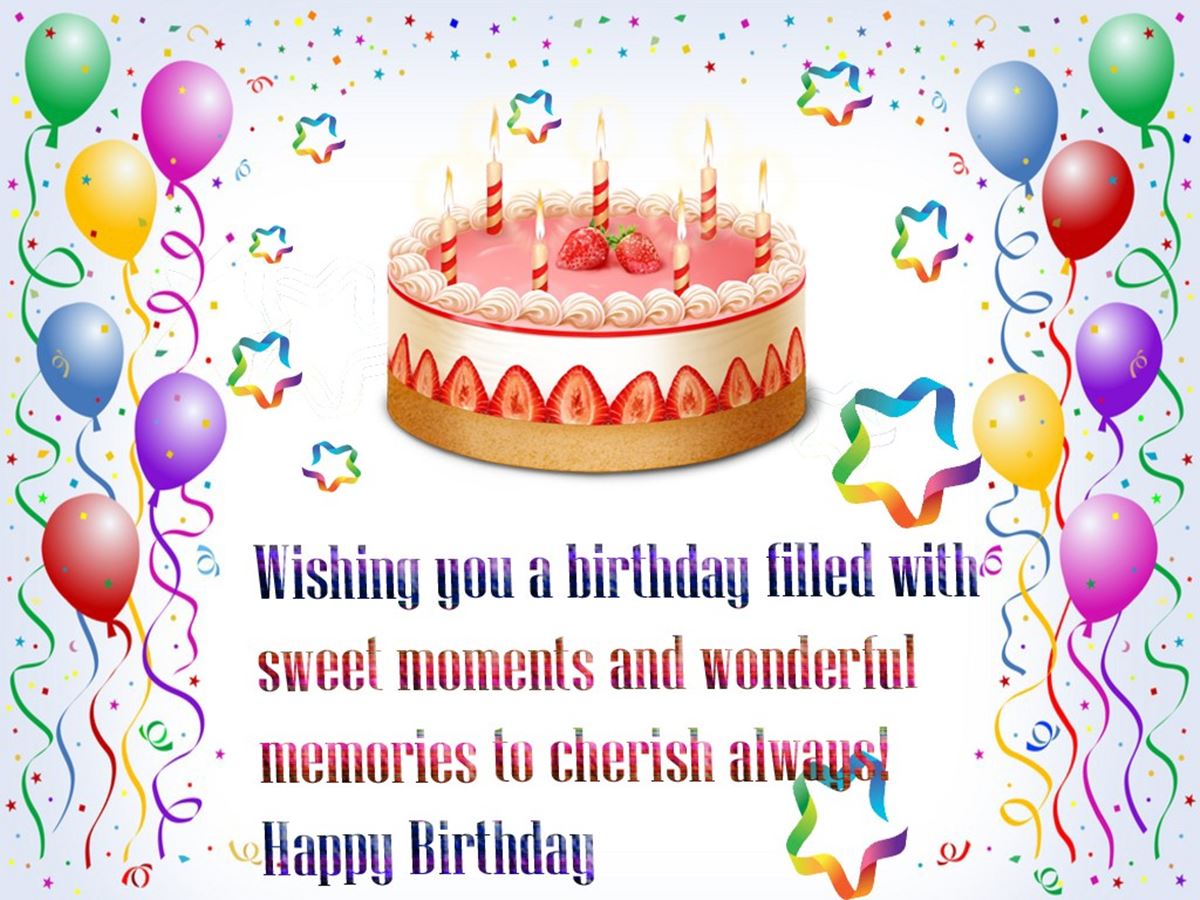 Wishing you a birthday filled with
sweet moments and wonderful
memories to cherish always!
Happy Birthday